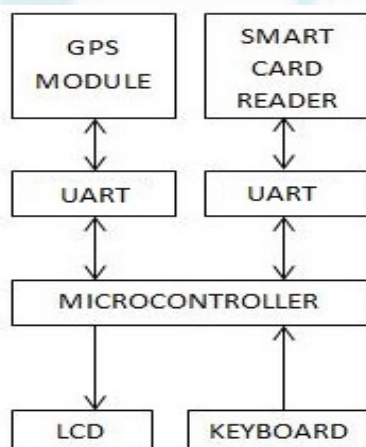 GPS
MODULE
SMART
CARD
READER
UART
UART
MICROCONTROLLER
LCD
KEYBOARD